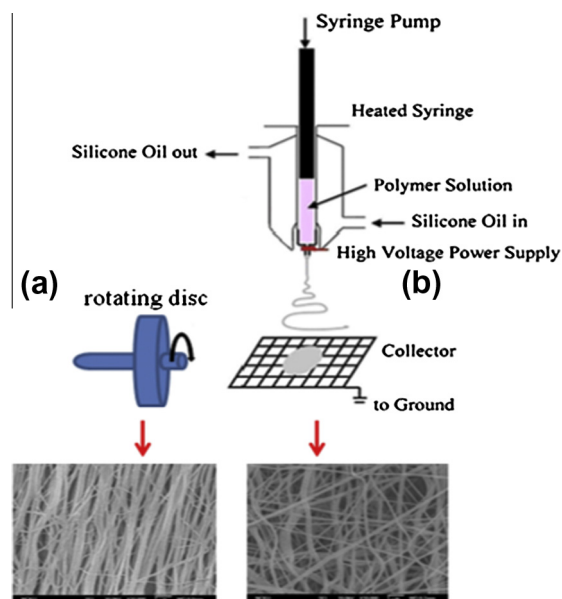 Syringe Pump
Heated Syringe
Silicone Oil out
Polymer Solution
Silicone Oil in
High Voltage Power Supply
(a)
(b)
rotating disc
Collector
to Ground